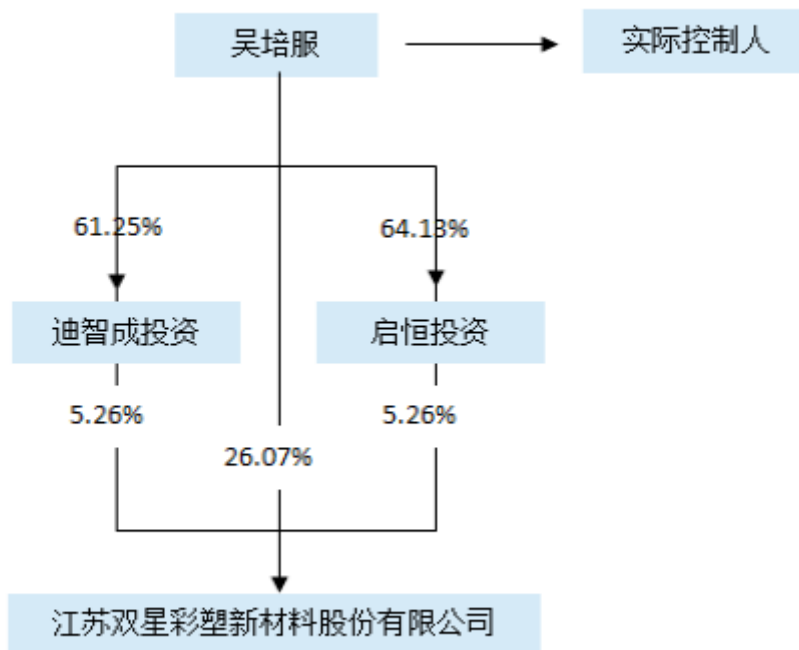 吴培服
实际控制人
61.25%
64.13%
迪智成投资
启恒投资
5.26%
5.26%
26.07%
江苏双星彩塑新材料股份有限公司